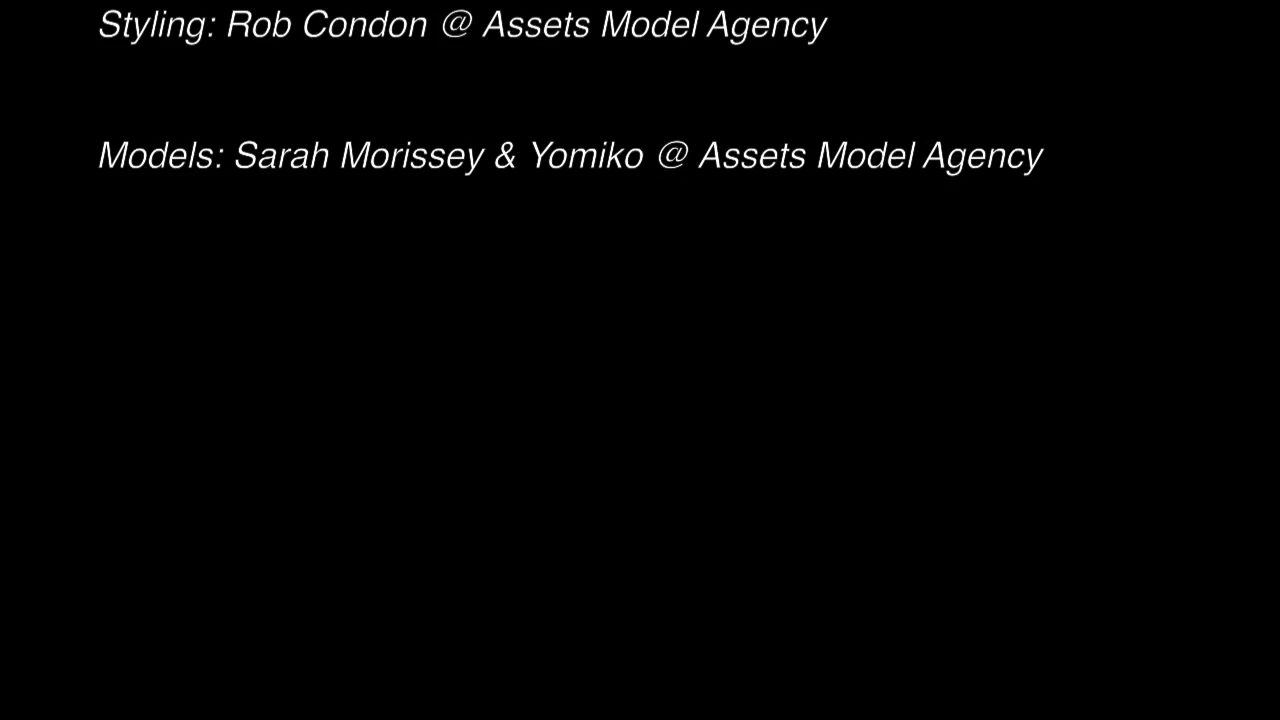 Styling: Rob Condon @ Assets Model Agency
Models: Sarah Morissey & Yomiko @ Assets Model Agency